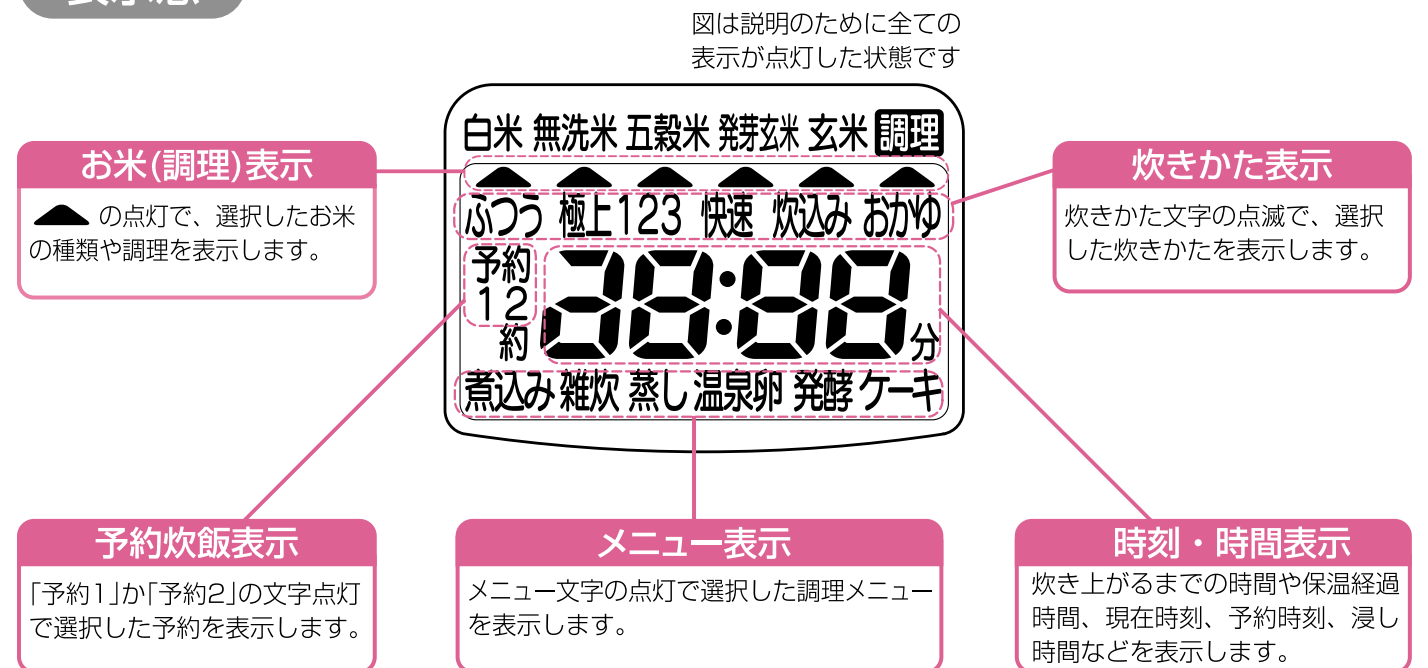 図は説明のために全ての
表示が点灯した状態です
白米 無洗米 五穀米 発芽玄米 玄米 調理
ふつう 極上123 快速 炊込み おかゆ
予約
12
約 38:88 分
煮込み 雑炊 蒸し 温泉卵 発酵 ケーキ
お米(調理)表示
の点灯で、選択したお米
の種類や調理を表示します。
炊きかた表示
炊きかた文字の点滅で、選択
した炊きかたを表示します。
予約炊飯表示
「予約1」か「予約2」の文字点灯
で選択した予約を表示します。
メニュー表示
メニュー文字の点灯で選択した調理メニュー
を表示します。
時刻・時間表示
炊き上がるまでの時間や保温経過
時間、現在時刻、予約時刻、浸し
時間などを表示します。